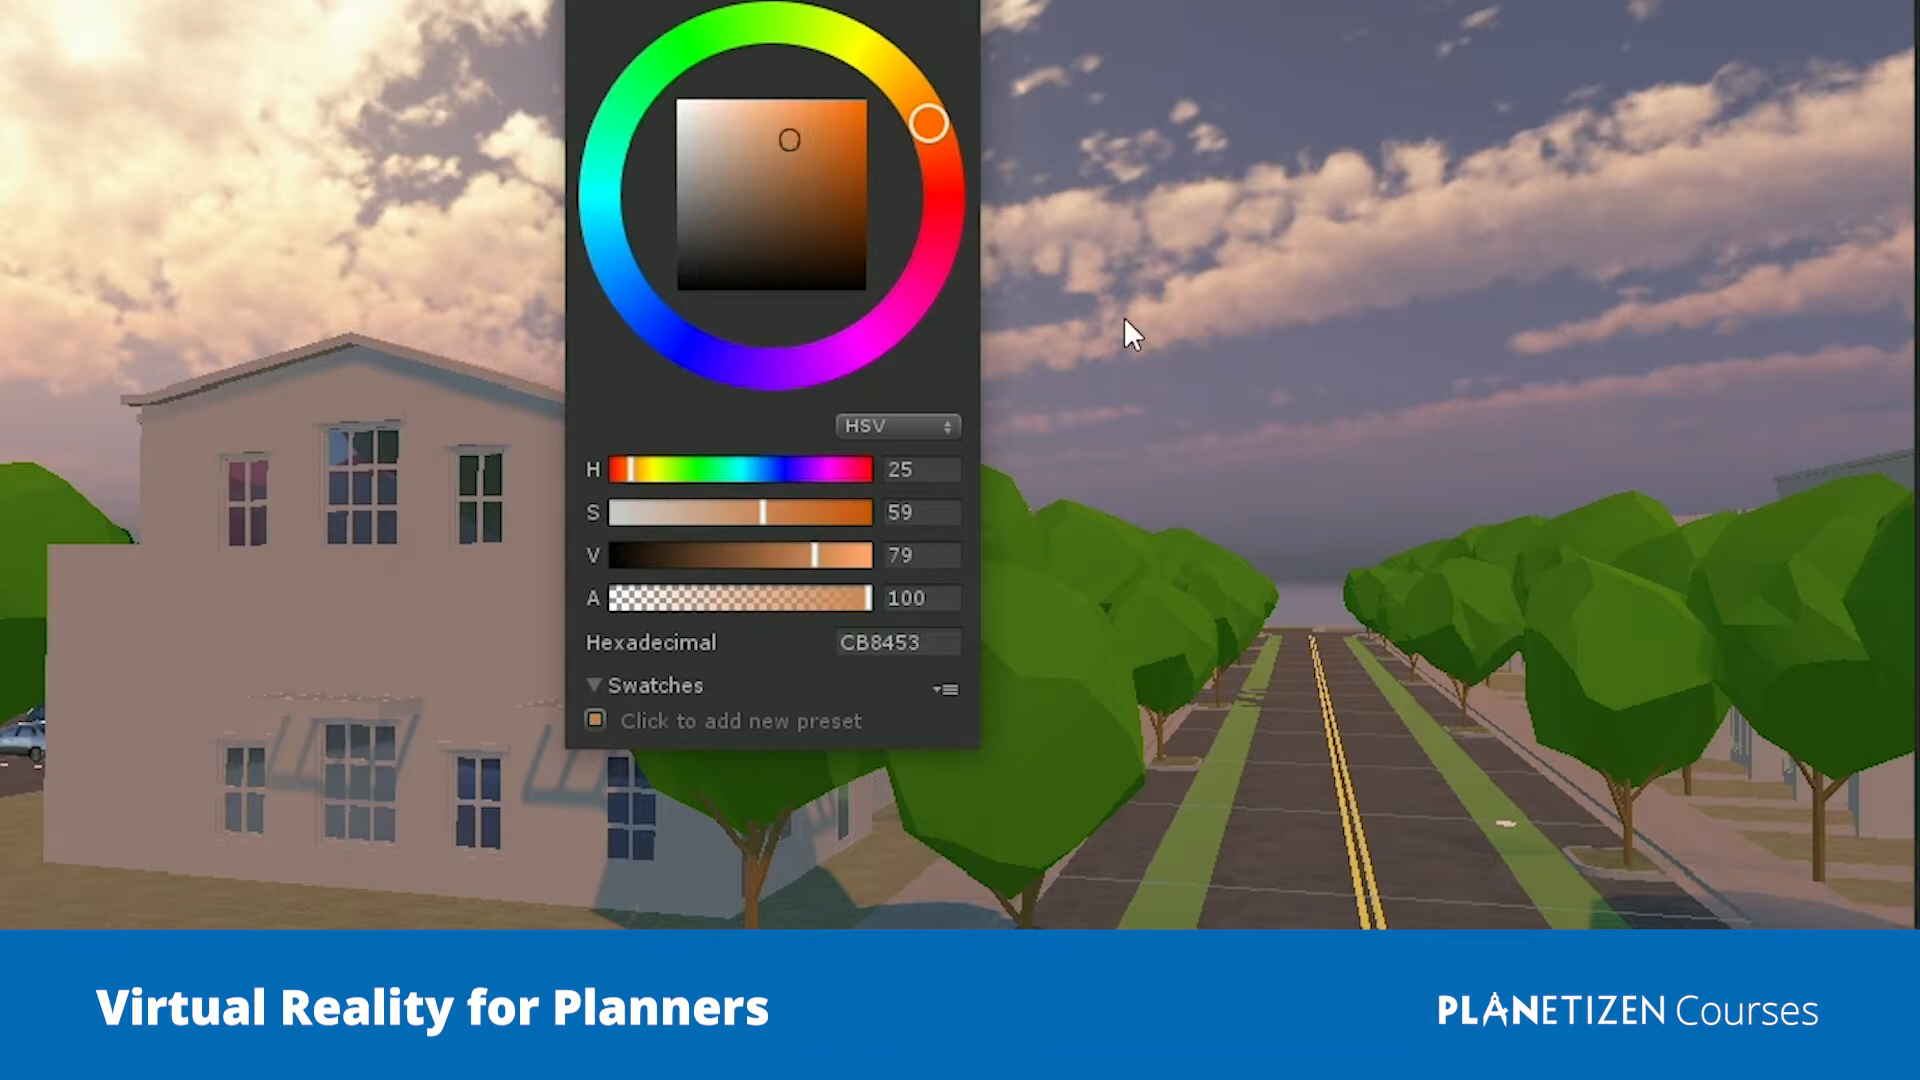 HSV
H 25
S 59
V 79
A 100
Hexadecimal CB8453
Swatches
Click to add new preset
Virtual Reality for Planners
PLANETIZEN Courses